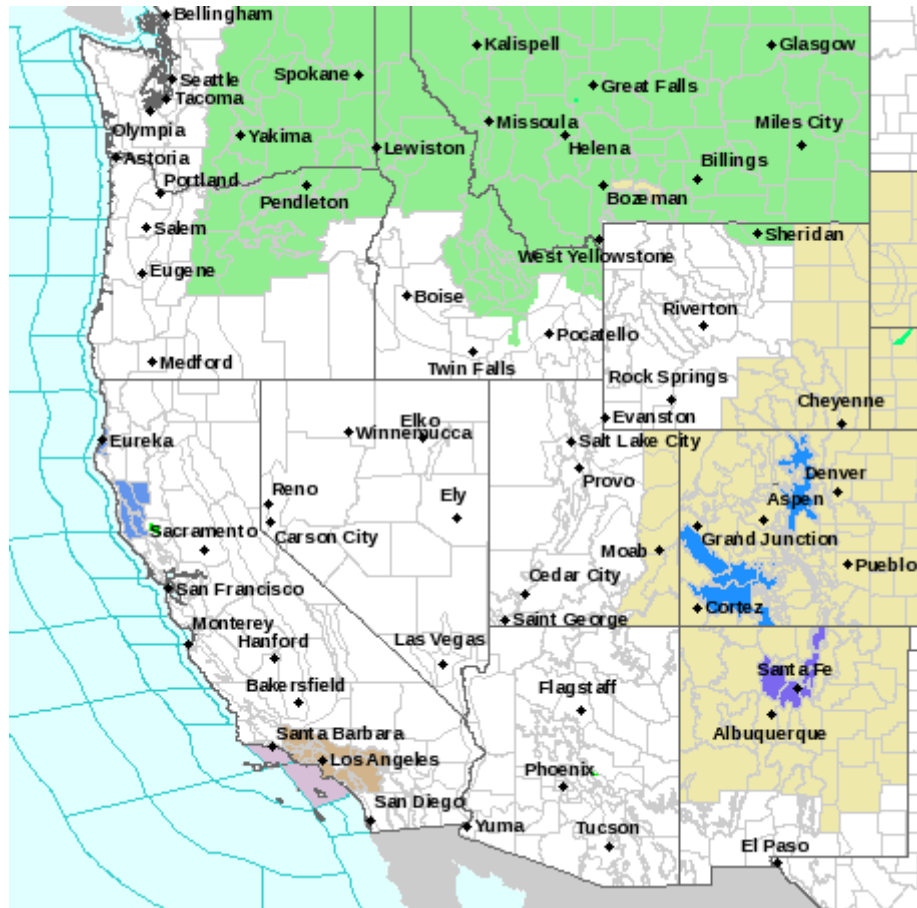 Bellingham
Kalispell
Glasgow
Spokane
Seattle
Great Falls
Tacoma
Olympia
Missoula
Miles City
Yakima
Helena
Lewiston
Astoria
Billings
Portland
Pendleton
Bozeman
Salem
Sheridan
West Yellowstone
Eugene
Boise
Riverton
Pocatello
Medford
Twin Falls
Rock Springs
Cheyenne
Evanston
Elko
Eureka
Winnemucca
Salt Lake City
Denver
Provo
Reno
Ely
Aspen
Sacramento
Carson City
Grand Junction
Moab
Pueblo
Cedar City
San Francisco
Cortez
Saint George
Monterey
Hanford
Las Vegas
Santa Fe
Bakersfield
Flagstaff
Santa Barbara
Albuquerque
Los Angeles
Phoenix
San Diego
Yuma
Tucson
El Paso